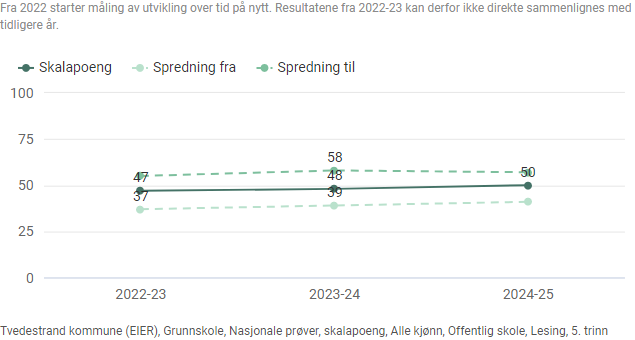 Fra 2022 starter måling av utvikling over tid på nytt. Resultatene fra 2022-23 kan derfor ikke direkte sammenlignes med
tidligere år.
Skalapoeng Spredning fra Spredning til
100
75
50
25
0
58
47 48 50
37 39
2022-23 2023-24 2024-25
Tvedestrand kommune (EIER), Grunnskole, Nasjonale prøver, skalapoeng, Alle kjønn, Offentlig skole, Lesing, 5. trinn